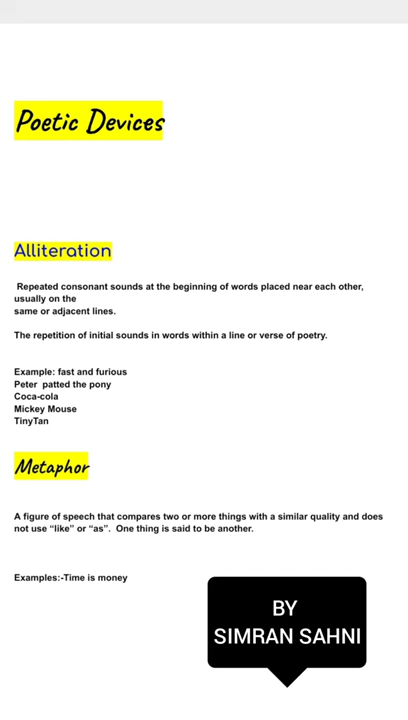 Poetic Devices
Alliteration
Repeated consonant sounds at the beginning of words placed near each other,
usually on the
same or adjacent lines.
The repetition of initial sounds in words within a line or verse of poetry.
Example: fast and furious
Peter  patted the pony
Coca-cola
Mickey Mouse
TinyTan
Metaphor
A figure of speech that compares two or more things with a similar quality and does
not use “like” or “as”.  One thing is said to be another.
Examples:-Time is money
BY
SIMRAN SAHNI